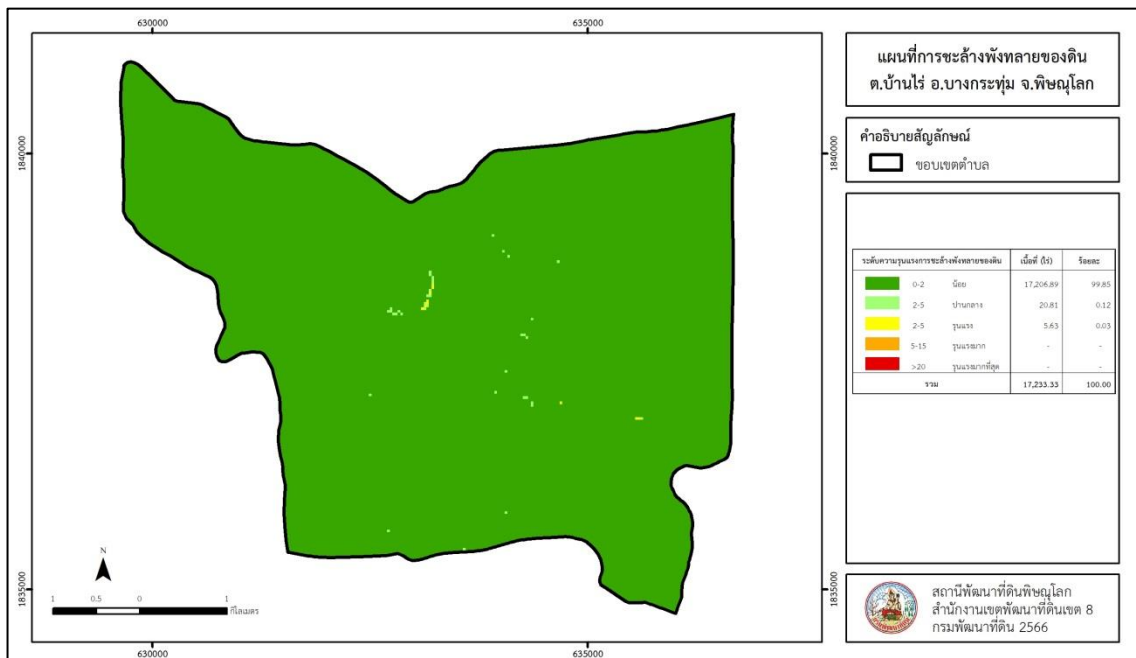 630000
635000
1840000
1840000
1835000
1835000
630000
635000
N
1
0.5
0
1
กิโลเมตร
แผนที่การชะล้างพังทลายของดิน
ต.บ้านไร่ อ.บางกระทุ่ม จ.พิษณุโลก
คำอธิบายสัญลักษณ์
ขอบเขตตำบล
ระดับความรุนแรงการชะล้างพังทลายของดิน เนื้อที่ (ไร่) ร้อยละ
0-2 น้อย 17,206.89 99.85
2-5 ปานกลาง 20.81 0.12
2-5 รุนแรง 5.63 0.03
5-15 รุนแรงมาก - -
>20 รุนแรงมากที่สุด - -
รวม 17,233.33 100.00
สถานีพัฒนาที่ดินพิษณุโลก
สำนักงานเขตพัฒนาที่ดินเขต 8
กรมพัฒนาที่ดิน 2566